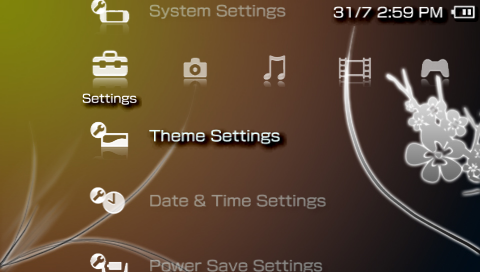 System Settings
31/7 2:59 PM
Settings
Theme Settings
Date & Time Settings
Power Save Settings